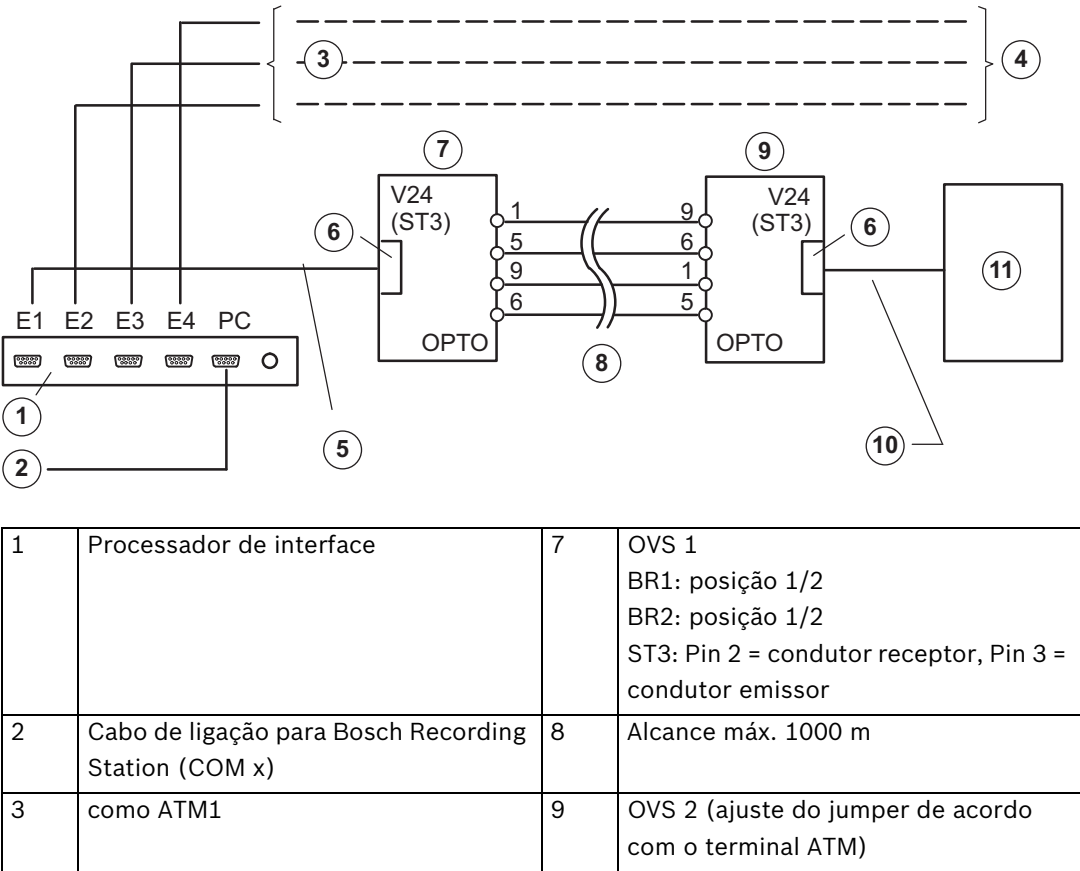 3
4
7
9
V24
(ST3)
V24
(ST3)
6
6
1
5
9
6
9
6
1
5
11
E1 E2 E3 E4 PC
OPTO
OPTO
8
1
5
10
2
1 Processador de interface
7 OVS 1
BR1: posição 1/2
BR2: posição 1/2
ST3: Pin 2 = condutor receptor, Pin 3 =
condutor emissor
2 Cabo de ligação para Bosch Recording
Station (COM x)
8 Alcance máx. 1000 m
3 como ATM1
9 OVS 2 (ajuste do jumper de acordo
com o terminal ATM)